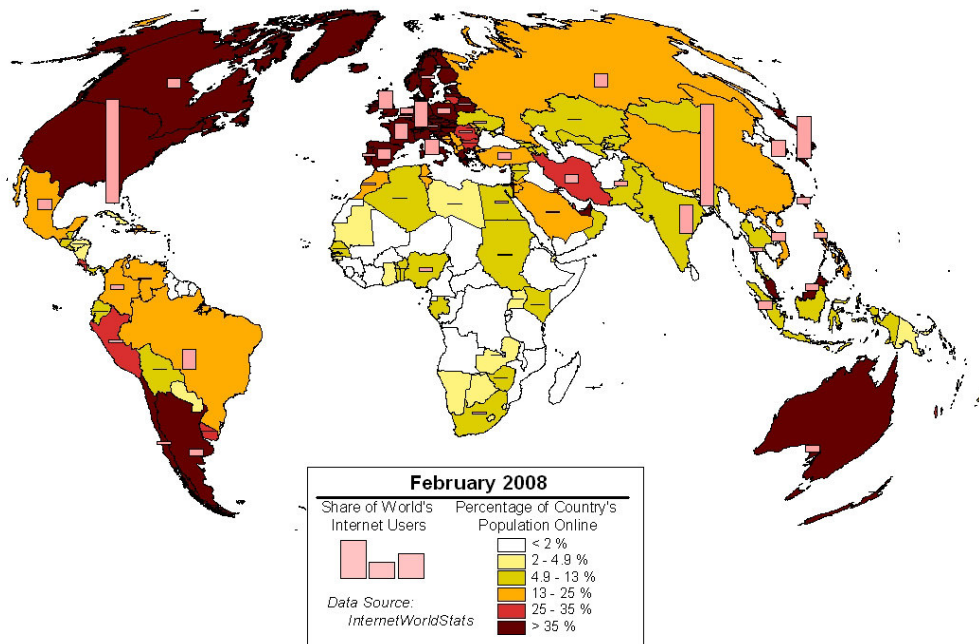 February 2008
Share of World's
Internet Users
Data Source:
InternetWorldStats
Percentage of Country's
Population Online
< 2 %
2 - 4.9 %
4.9 - 13 %
13 - 25 %
25 - 35 %
> 35 %